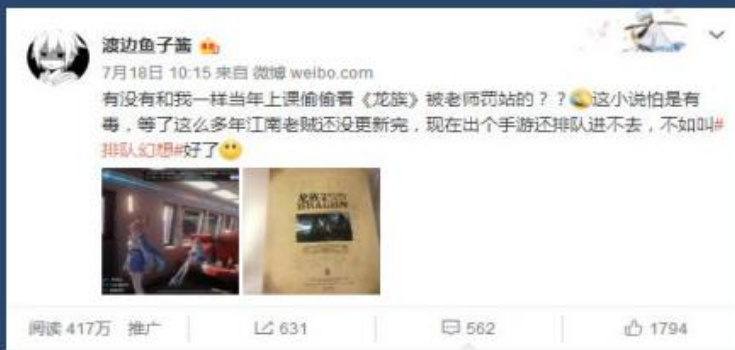 渡边鱼子酱
7月18日 10:15 来自 微博 weibo.com
有没有和我一样当年上课偷偷看《龙族》被老师罚站的？？这小说怕是有
毒，等了这么多年江南老贼还没更新完，现在出个手游还排队进不去，不如叫#
排队幻想#好了
龙族
DRAGON
阅读 417万 推广
631
562
1794